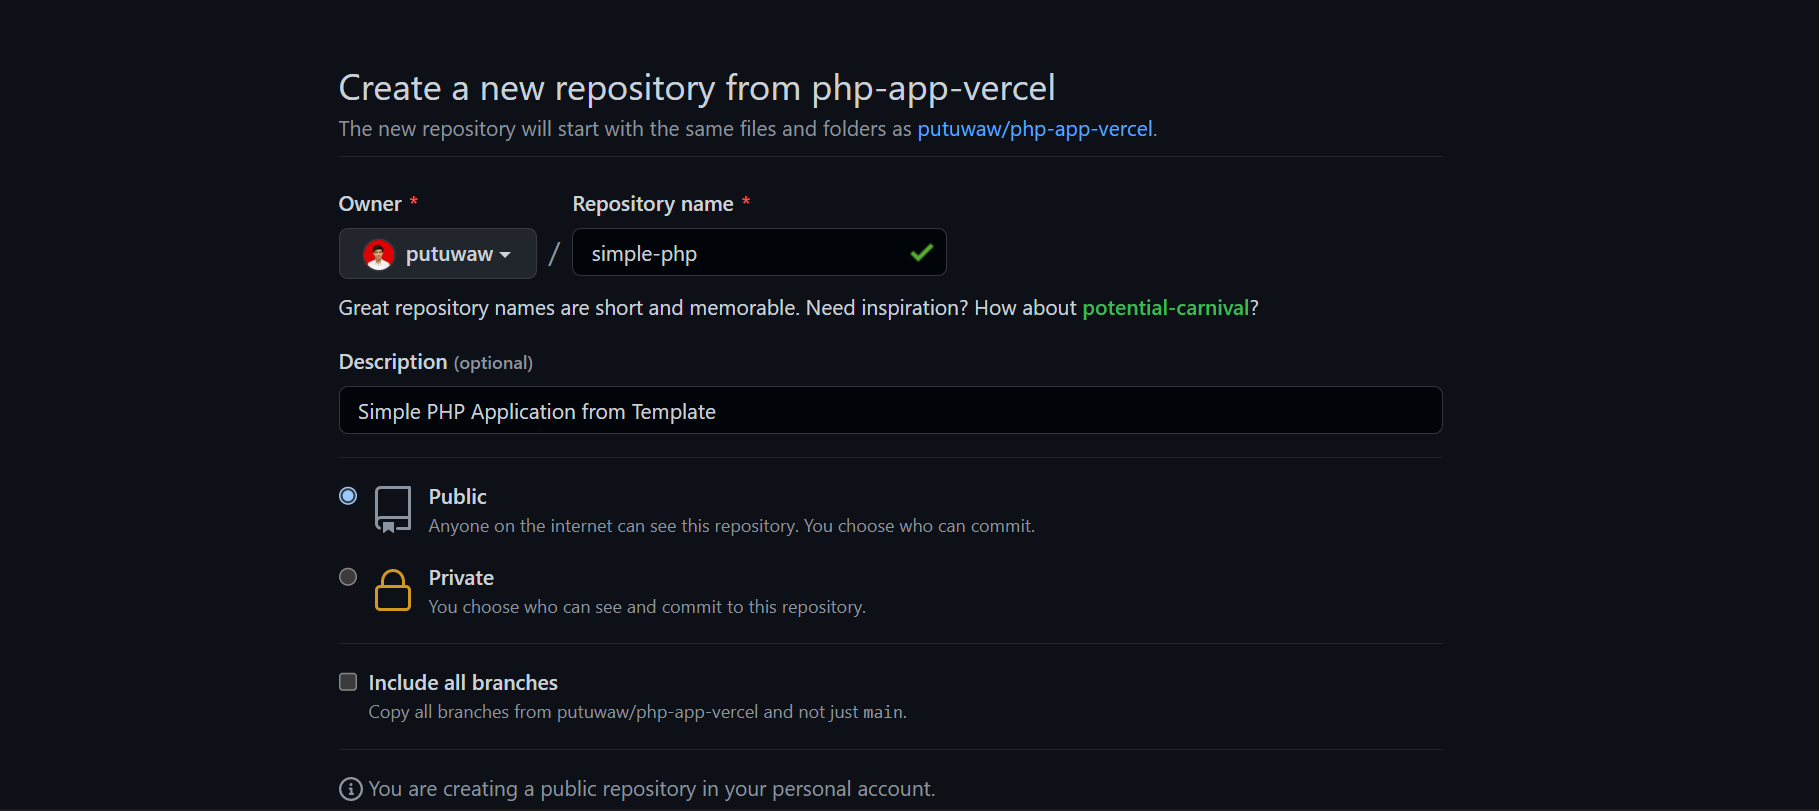 Create a new repository from php-app-vercel
The new repository will start with the same files and folders as putuwaw/php-app-vercel.
Owner * Repository name *
putuwaw / simple-php
Great repository names are short and memorable. Need inspiration? How about potential-carnival?
Description (optional)
Simple PHP Application from Template
Public
Anyone on the internet can see this repository. You choose who can commit.
Private
You choose who can see and commit to this repository.
Include all branches
Copy all branches from putuwaw/php-app-vercel and not just main.
You are creating a public repository in your personal account.